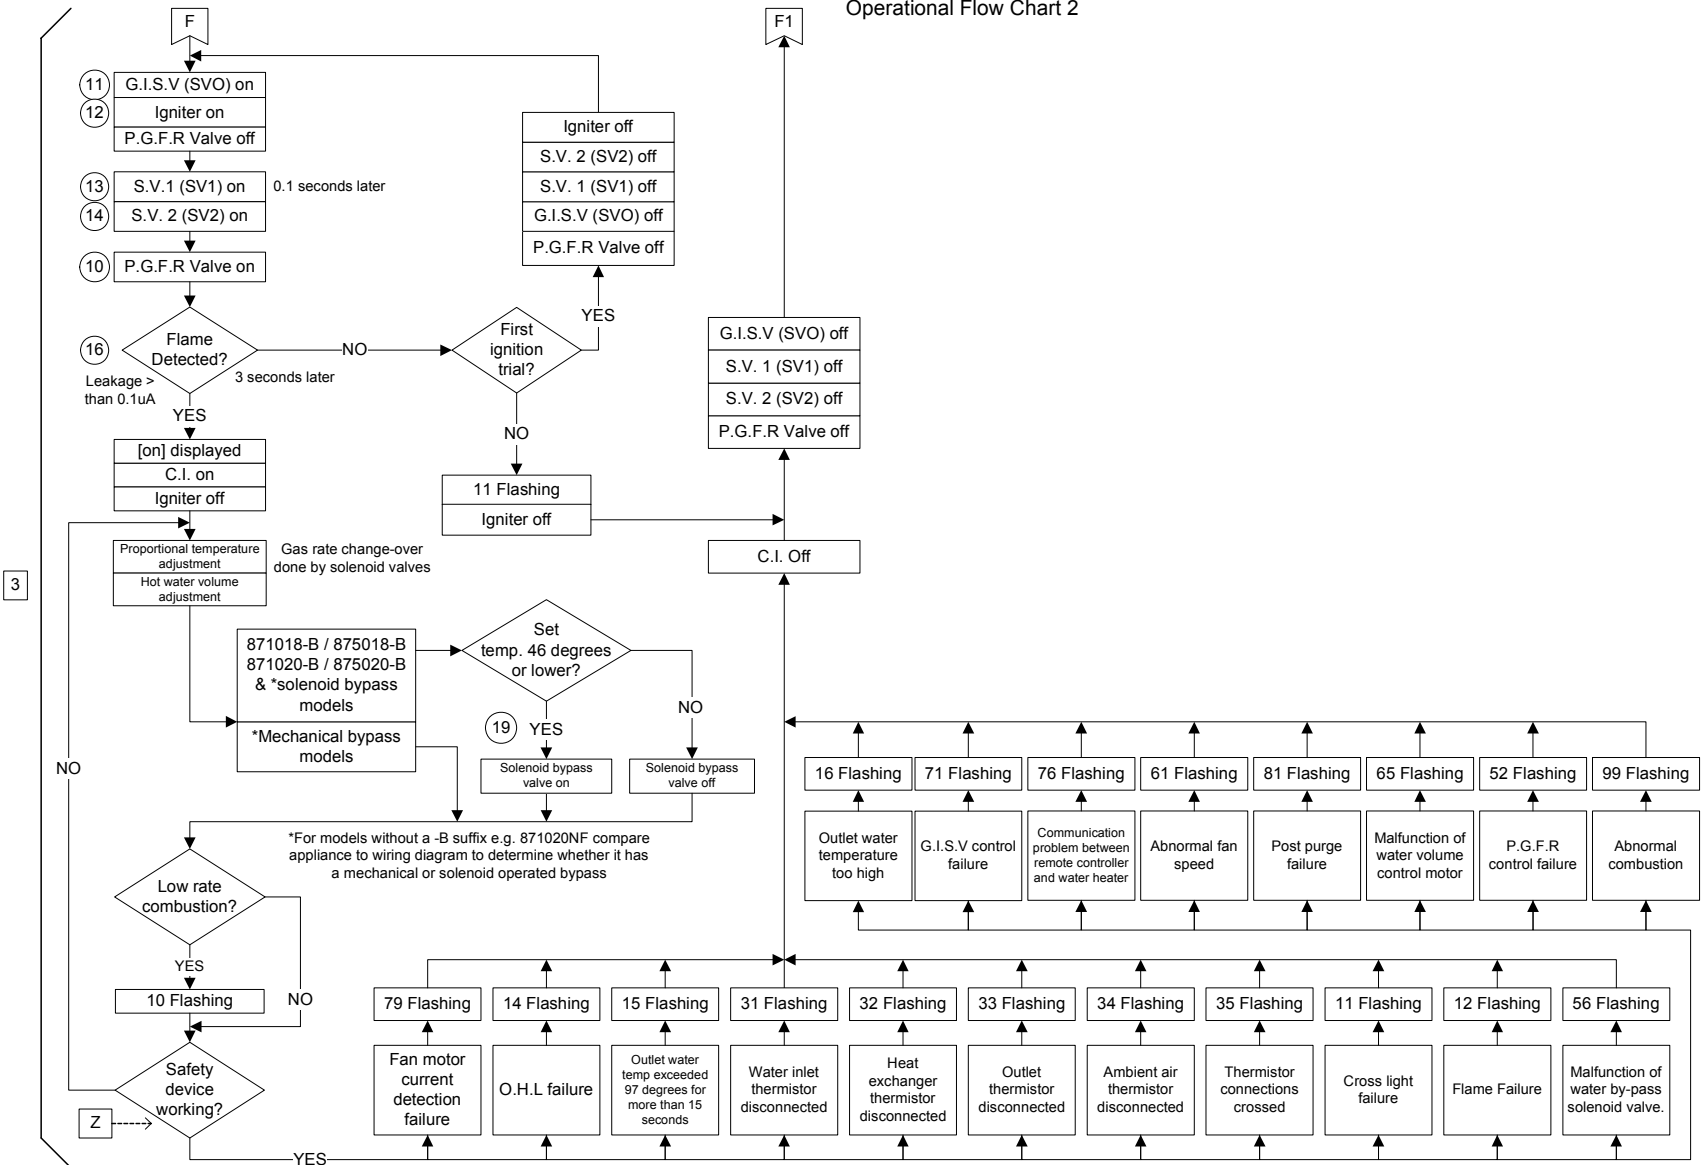 Operational Flow Chart 2
F
F1
11
G.I.S.V (SVO) on
12
Igniter on
P.G.F.R Valve off
13
S.V.1 (SV1) on
0.1 seconds later
14
S.V. 2 (SV2) on
10
P.G.F.R Valve on
16
Flame
Detected?
Leakage >
than 0.1uA
3 seconds later
NO
YES
First
ignition
trial?
YES
NO
Igniter off
S.V. 2 (SV2) off
S.V. 1 (SV1) off
G.I.S.V (SVO) off
P.G.F.R Valve off
11 Flashing
Igniter off
G.I.S.V (SVO) off
S.V. 1 (SV1) off
S.V. 2 (SV2) off
P.G.F.R Valve off
C.I. Off
[on] displayed
C.I. on
Igniter off
Proportional temperature
adjustment
Hot water volume
adjustment
Gas rate change-over
done by solenoid valves
3
871018-B / 875018-B
871020-B / 875020-B
& *solenoid bypass
models
*Mechanical bypass
models
Set
temp. 46 degrees
or lower?
19
YES
NO
Solenoid bypass
valve on
Solenoid bypass
valve off
*For models without a -B suffix e.g. 871020NF compare
appliance to wiring diagram to determine whether it has
a mechanical or solenoid operated bypass
NO
Low rate
combustion?
YES
NO
10 Flashing
Safety
device
working?
Z
YES
16 Flashing
71 Flashing
76 Flashing
61 Flashing
81 Flashing
65 Flashing
52 Flashing
99 Flashing
Outlet water
temperature
too high
G.I.S.V control
failure
Communication
problem between
remote controller
and water heater
Abnormal fan
speed
Post purge
failure
Malfunction of
water volume
control motor
P.G.F.R
control failure
Abnormal
combustion
79 Flashing
14 Flashing
15 Flashing
31 Flashing
32 Flashing
33 Flashing
34 Flashing
35 Flashing
11 Flashing
12 Flashing
56 Flashing
Fan motor
current
detection
failure
O.H.L failure
Outlet water
temp exceeded
97 degrees for
more than 15
seconds
Water inlet
thermistor
disconnected
Heat
exchanger
thermistor
disconnected
Outlet
thermistor
disconnected
Ambient air
thermistor
disconnected
Thermistor
connections
crossed
Cross light
failure
Flame Failure
Malfunction of
water by-pass
solenoid valve.